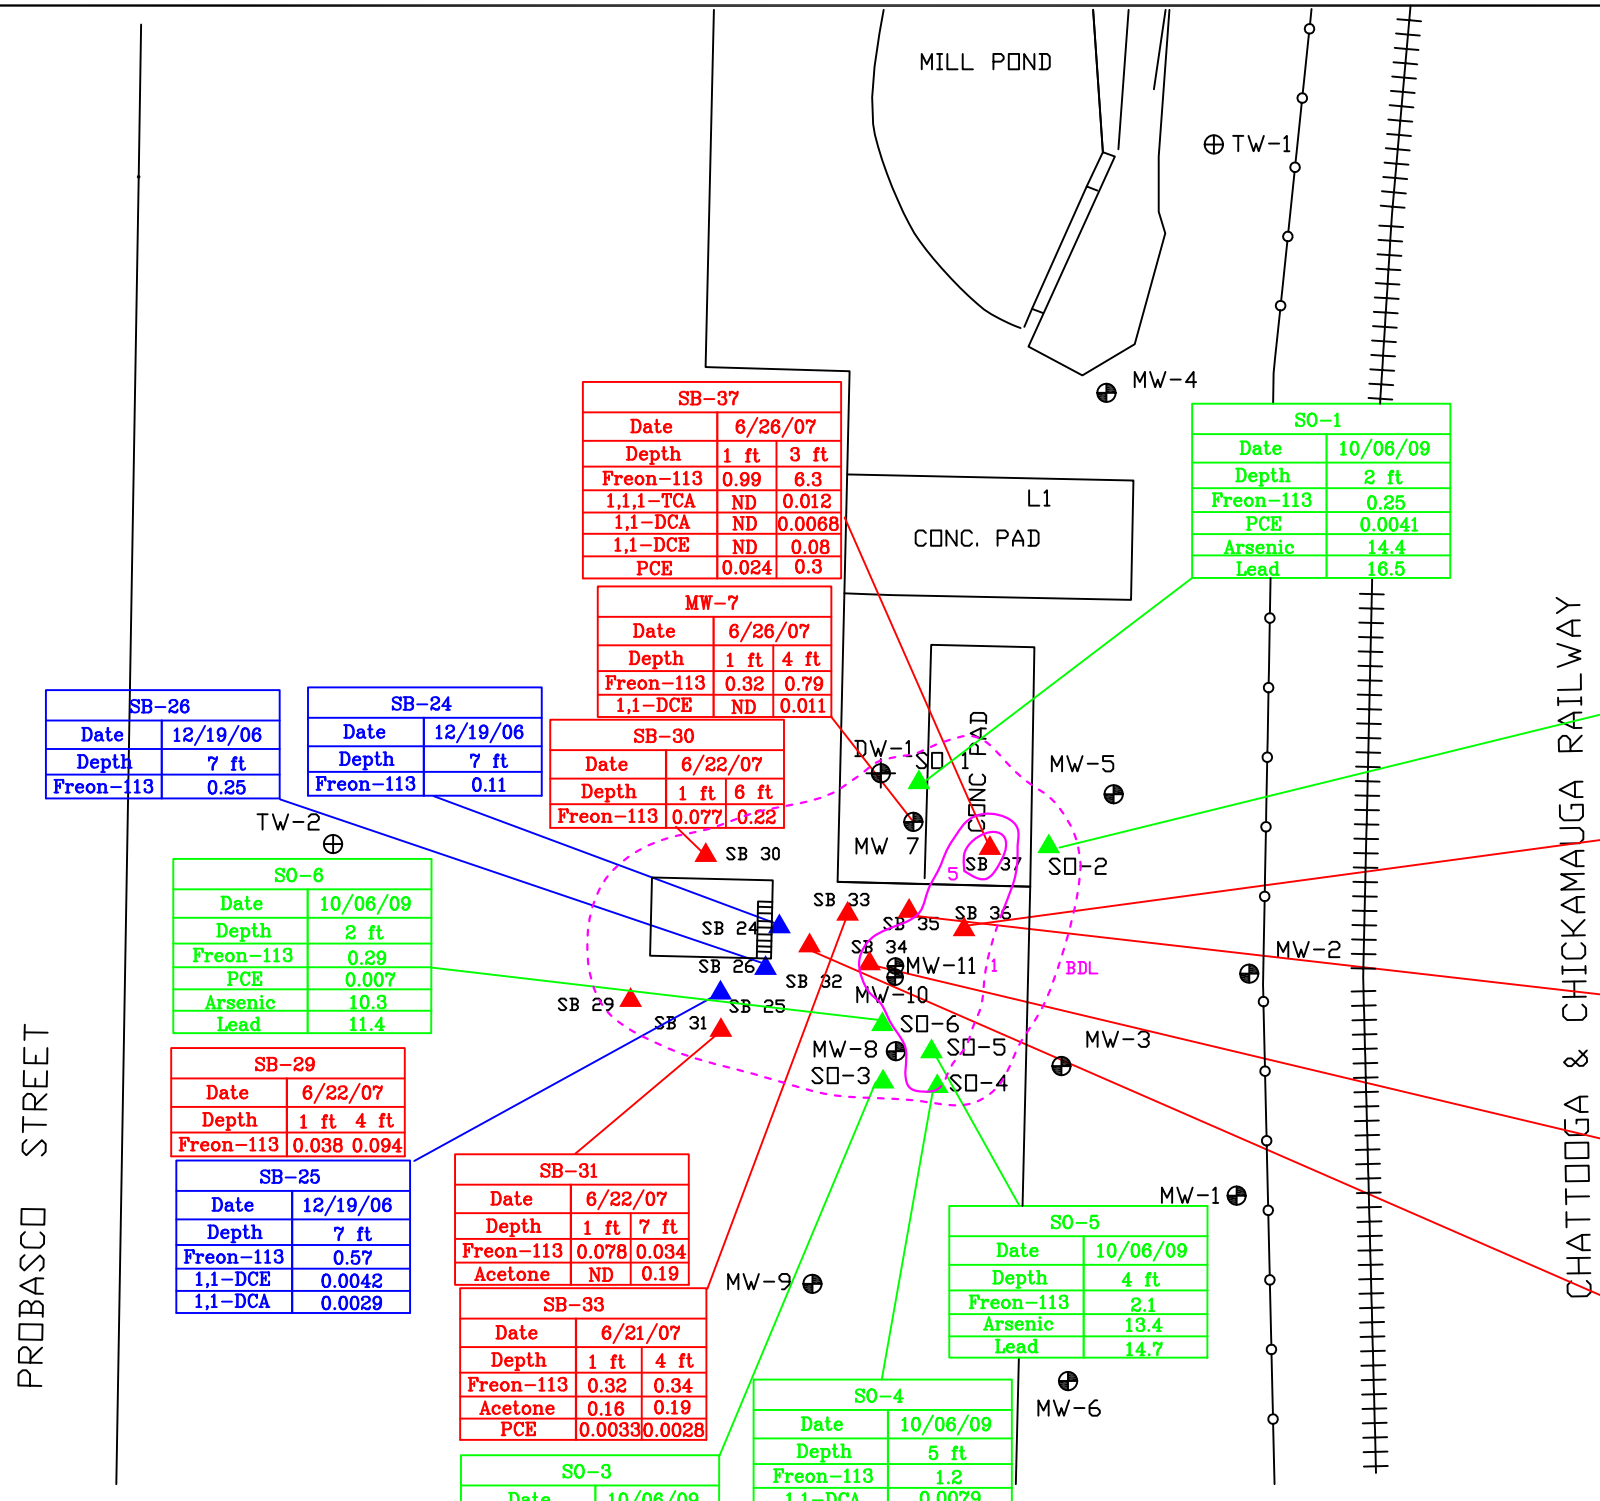 MILL POND
TW-1
MW-4
SB-37
Date 6/26/07
Depth 1 ft 3 ft
Freon-113 0.99 6.3
1,1,1-TCA ND 0.012
1,1-DCA ND 0.0068
1,1-DCE ND 0.08
PCE 0.024 0.3
SO-1
Date 10/06/09
Depth 2 ft
Freon-113 0.25
PCE 0.0041
Arsenic 14.4
Lead 16.5
L1
CONC. PAD
MW-7
Date 6/26/07
Depth 1 ft 4 ft
Freon-113 0.32 0.79
1,1-DCE ND 0.011
SB-26
Date 12/19/06
Depth 7 ft
Freon-113 0.25
SB-24
Date 12/19/06
Depth 7 ft
Freon-113 0.11
SB-30
Date 6/22/07
Depth 1 ft 6 ft
Freon-113 0.077 0.22
CONC PAD
DW-1
SO 1
MW-5
TW-2
MW 7
SB 30
SB 37
SO-2
5
SO-6
Date 10/06/09
Depth 2 ft
Freon-113 0.29
PCE 0.007
Arsenic 10.3
Lead 11.4
SB 33
SB 35
SB 36
SB 24
SB 34
MW-2
SB 26
MW-11
1
BDL
SB 32
MW-10
SB 29
SB 25
SB 31
SO-6
MW-3
MW-8
SO-5
SO-3
SO-4
SB-29
Date 6/22/07
Depth 1 ft 4 ft
Freon-113 0.038 0.094
SB-25
Date 12/19/06
Depth 7 ft
Freon-113 0.57
1,1-DCE 0.0042
1,1-DCA 0.0029
SB-31
Date 6/22/07
Depth 1 ft 7 ft
Freon-113 0.078 0.034
Acetone ND 0.19
MW-1
SO-5
Date 10/06/09
Depth 4 ft
Freon-113 2.1
Arsenic 13.4
Lead 14.7
MW-9
SB-33
Date 6/21/07
Depth 1 ft 4 ft
Freon-113 0.32 0.34
Acetone 0.16 0.19
PCE 0.0033 0.0028
MW-6
SO-4
Date 10/06/09
Depth 5 ft
Freon-113 1.2
1,1-DCA 0.0079
SO-3
Date 10/06/09
PROBASCO STREET
CHATTOOGA & CHICKAMAUGA RAILWAY